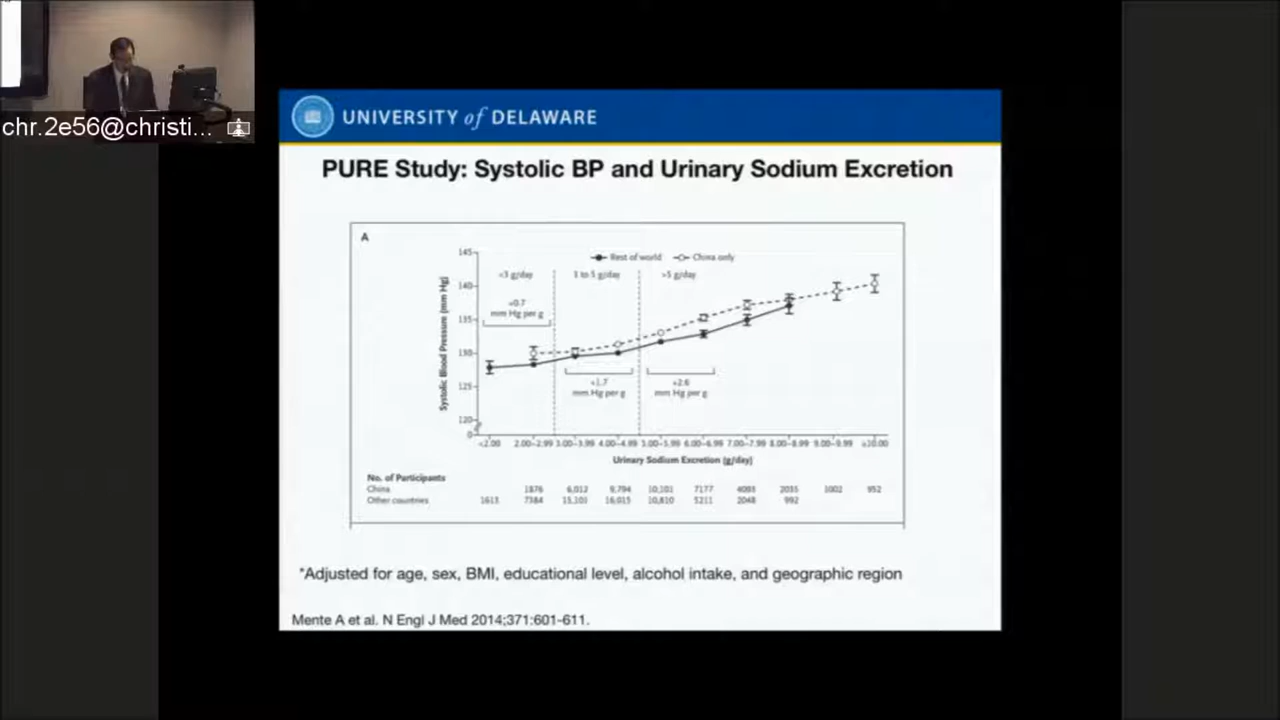 chr.2e56@christi...
UNIVERSITY of DELAWARE
PURE Study: Systolic BP and Urinary Sodium Excretion
A
Rest of world
China only
<3 g/day
3 to 5 g/day
>5 g/day
+0.7
mm Hg per g
+1.7
mm Hg per g
+2.6
mm Hg per g
Systolic Blood Pressure (mm Hg)
145
140
135
130
125
120
0
<2.00 2.00–2.99 3.00–3.99 4.00–4.99 5.00–5.99 6.00–6.99 7.00–7.99 8.00–8.99 9.00–9.99 ≥10.00
Urinary Sodium Excretion (g/day)
No. of Participants
China 1876 6,012 9,794 10,101 7177 2035 1002 952
Other countries 1613 7384 16,015 10,810 5211 2048 992
*Adjusted for age, sex, BMI, educational level, alcohol intake, and geographic region
Mente A et al. N Engl J Med 2014;371:601-611.